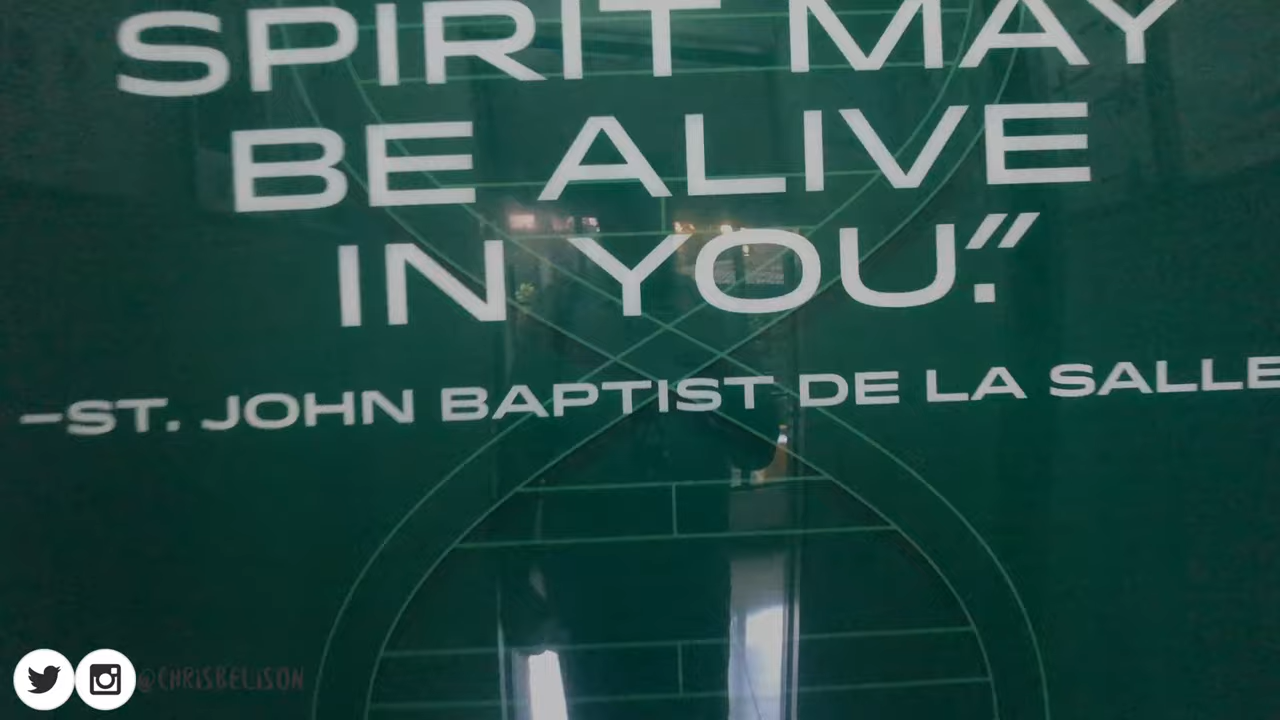 SPIRIT MAY
BE ALIVE
IN YOU."
–ST. JOHN BAPTIST DE LA SALLE
@CHRISBELISON